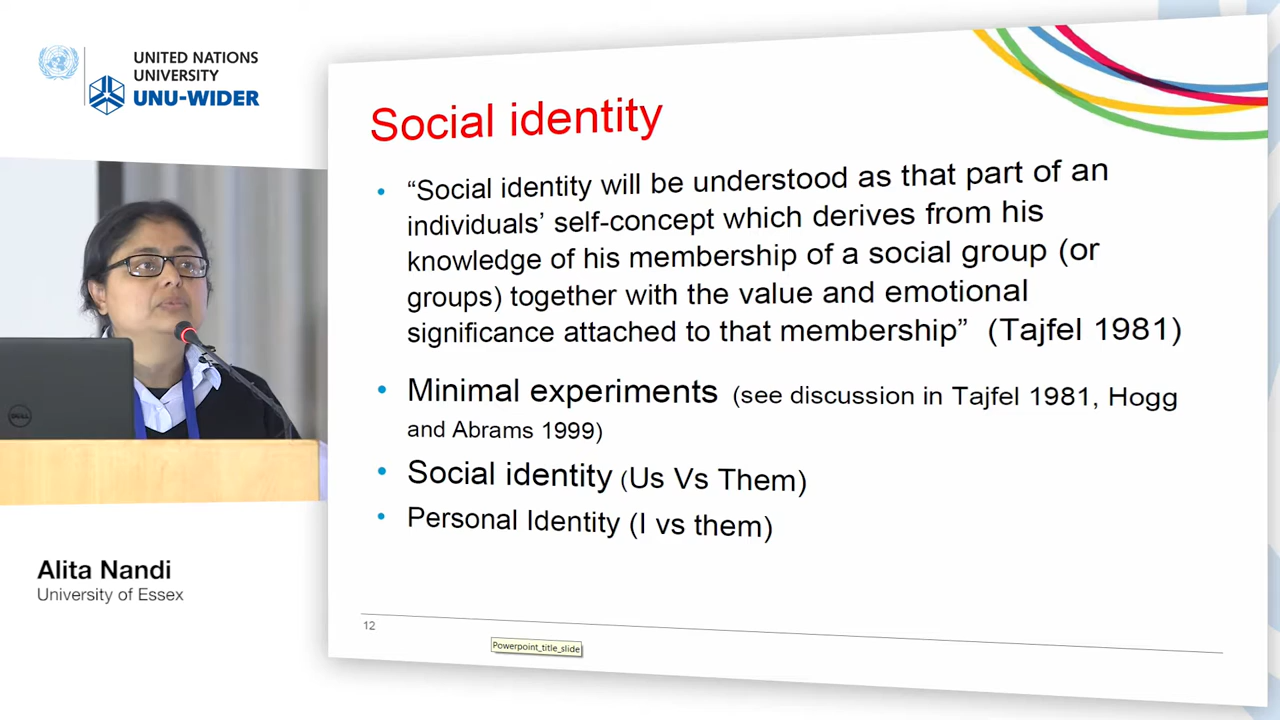 UNITED NATIONS
UNIVERSITY
UNU-WIDER
Social identity
• “Social identity will be understood as that part of an
individuals’ self-concept which derives from his
knowledge of his membership of a social group (or
groups) together with the value and emotional
significance attached to that membership” (Tajfel 1981)
• Minimal experiments (see discussion in Tajfel 1981, Hogg
and Abrams 1999)
• Social identity (Us Vs Them)
• Personal Identity (I vs them)
12
Powerpoint_title_slide
DELL
Alita Nandi
University of Essex